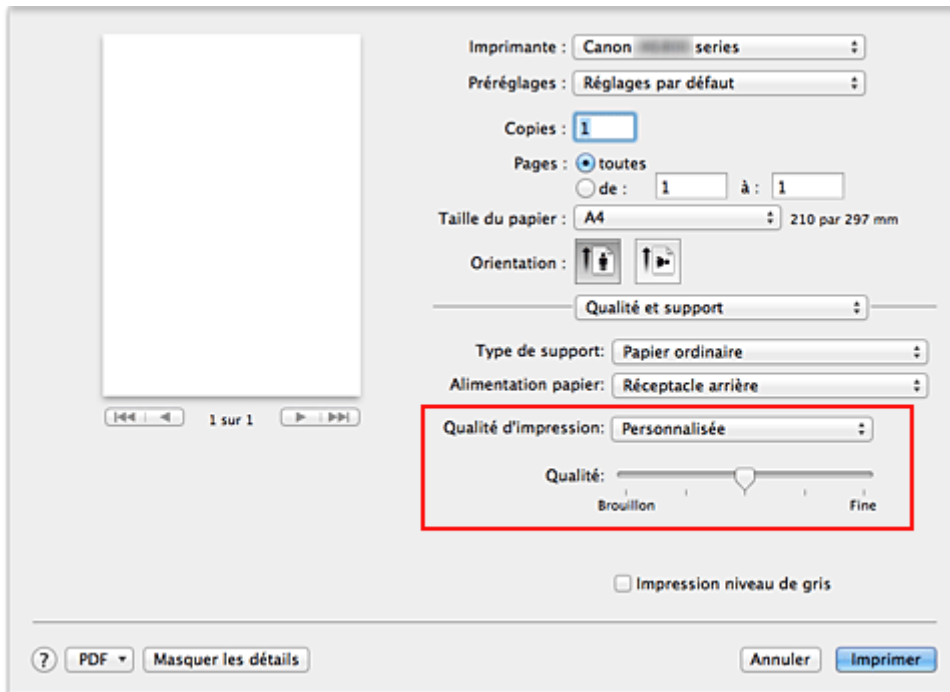 Imprimante : Canon series
Préréglages : Réglages par défaut
Copies : 1
Pages : toutes
de : 1 à : 1
Taille du papier : A4 210 par 297 mm
Orientation :
Qualité et support
Type de support: Papier ordinaire
Alimentation papier: Réceptacle arrière
1 sur 1
Qualité d'impression: Personnalisée
Qualité:
Brouillon Fine
Impression niveau de gris
? PDF Masquer les détails Annuler Imprimer